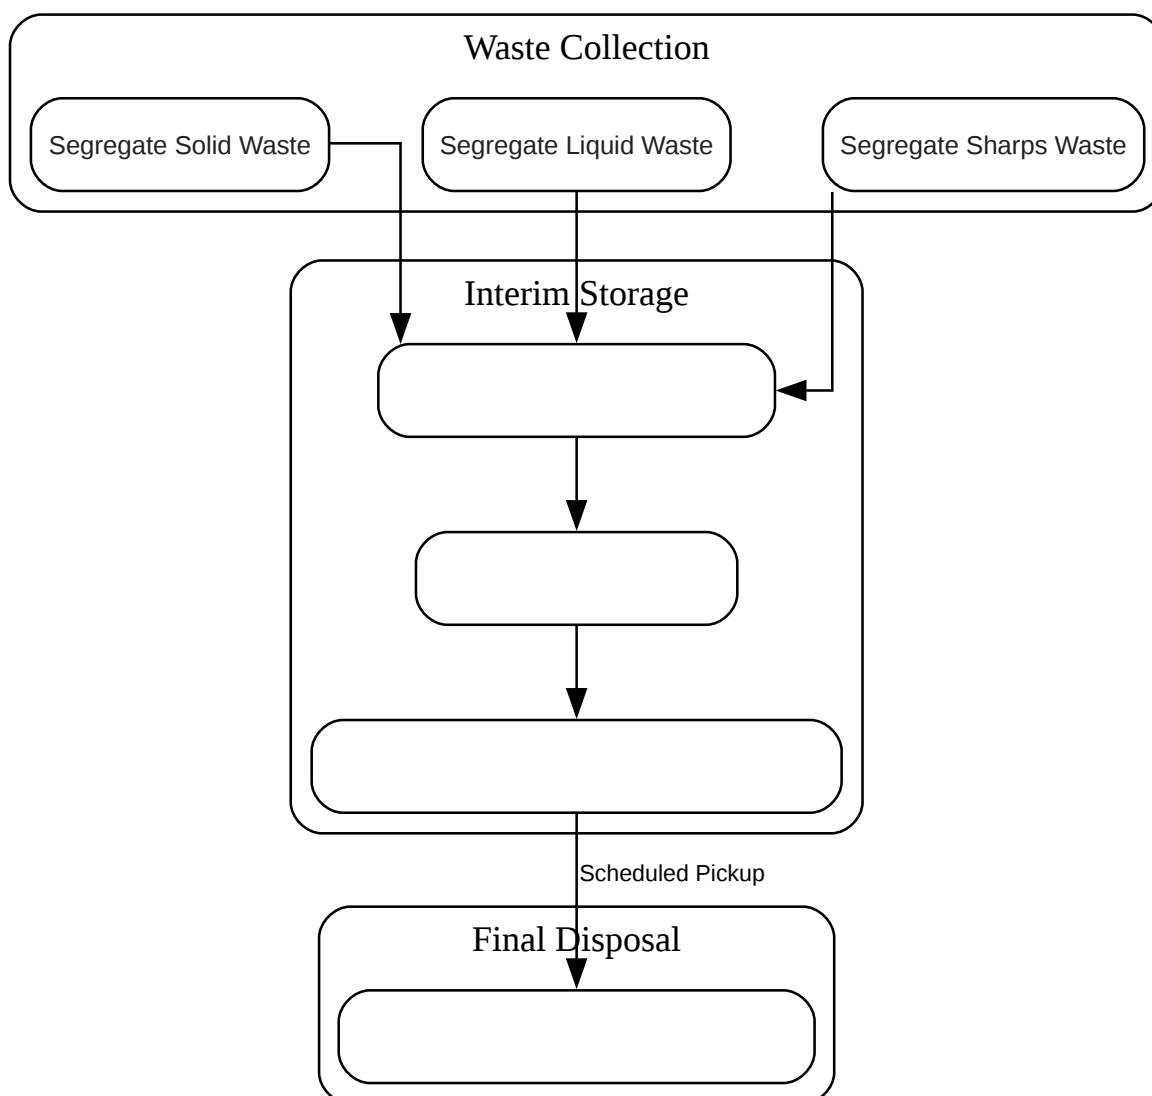 Waste Collection
Segregate Solid Waste
Segregate Liquid Waste
Segregate Sharps Waste
Interim Storage
Scheduled Pickup
Final Disposal